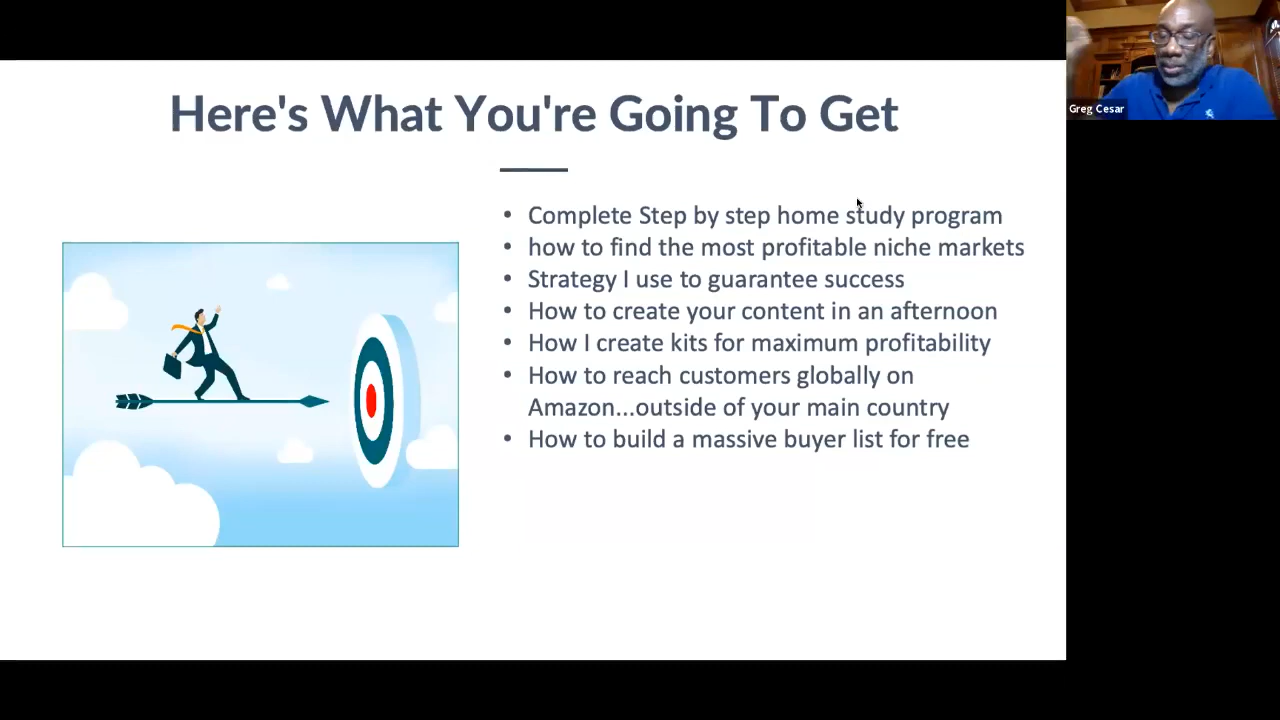 Here's What You're Going To Get
Greg Cesar
• Complete Step by step home study program
• how to find the most profitable niche markets
• Strategy I use to guarantee success
• How to create your content in an afternoon
• How I create kits for maximum profitability
• How to reach customers globally on
Amazon...outside of your main country
• How to build a massive buyer list for free